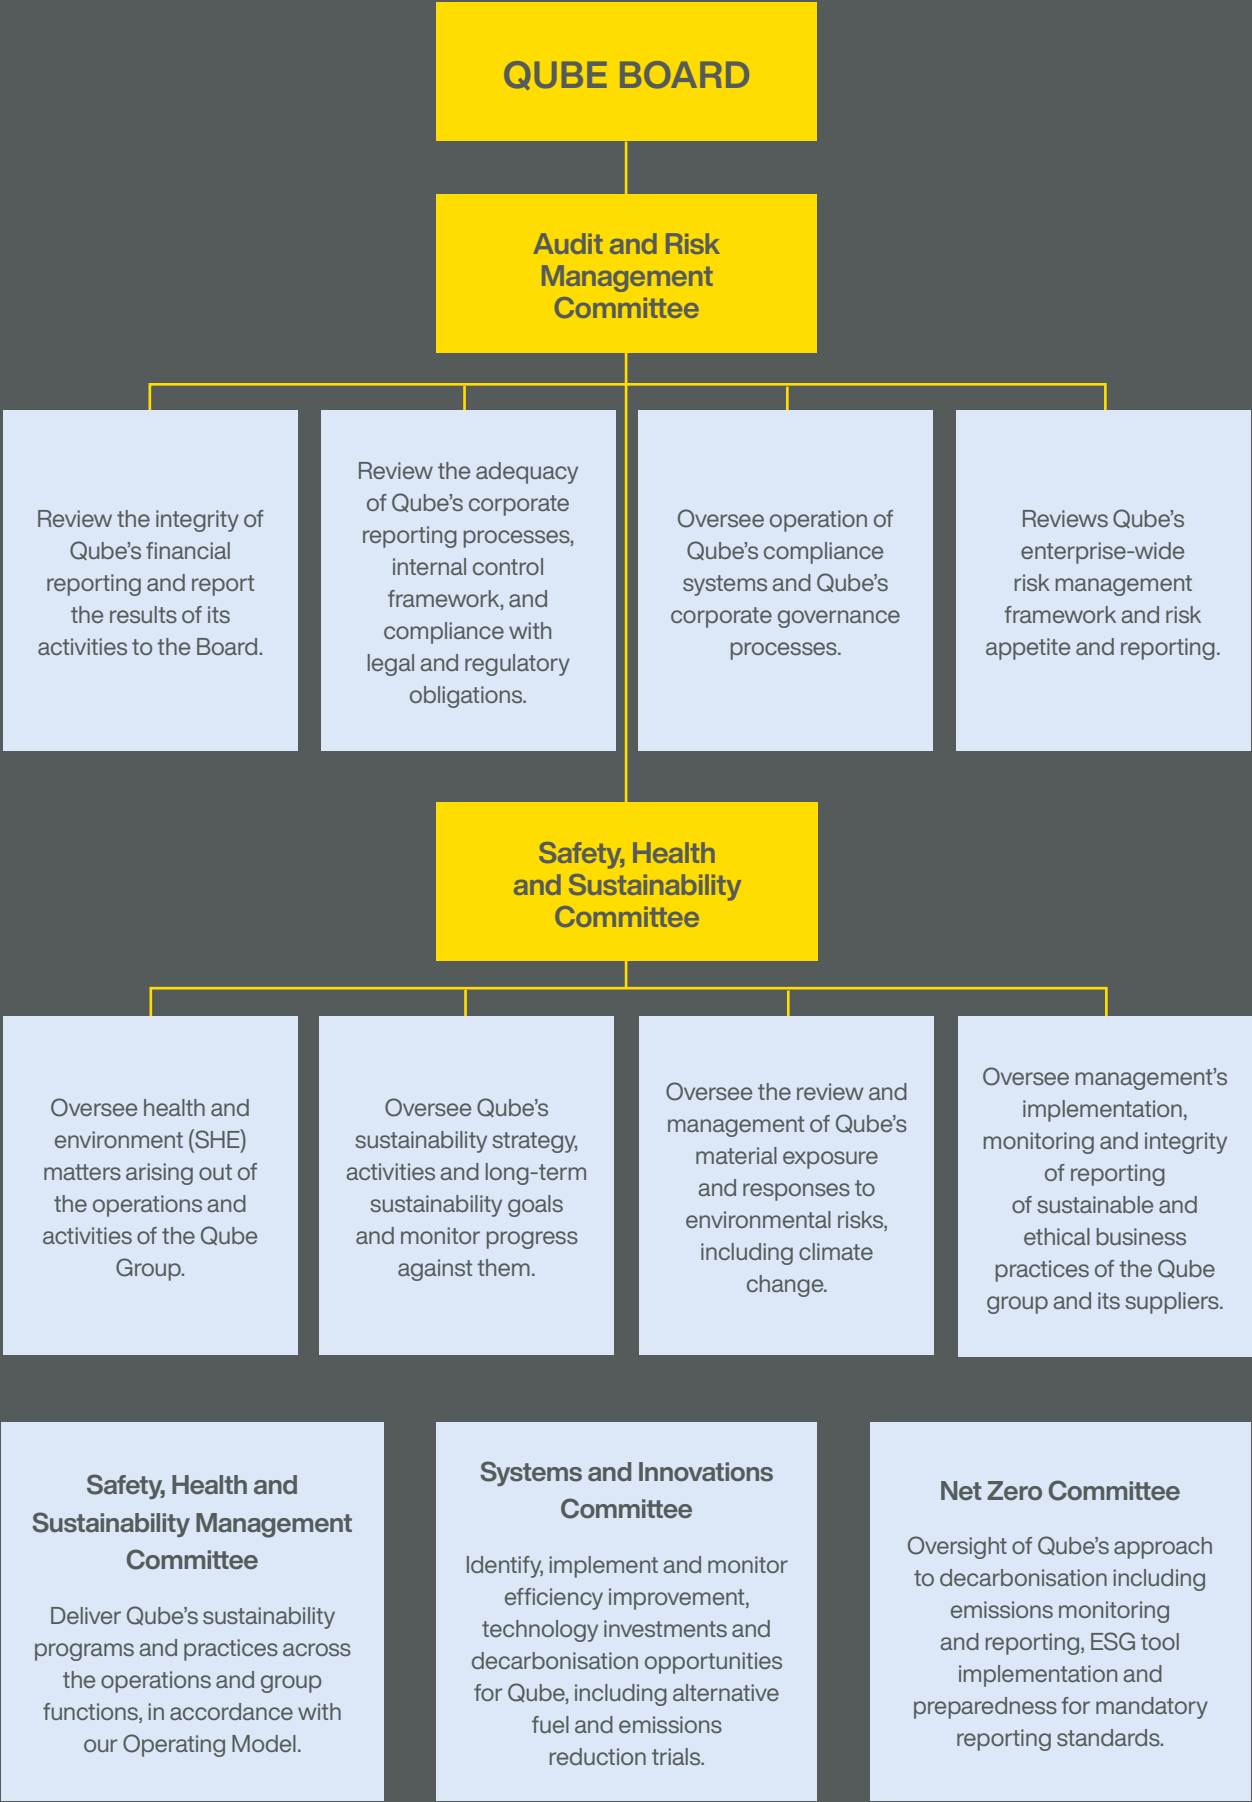 QUBE BOARD
Audit and Risk
Management
Committee
Review the integrity of
Qube’s financial
reporting and report
the results of its
activities to the Board.
Review the adequacy
of Qube’s corporate
reporting processes,
internal control
framework, and
compliance with
legal and regulatory
obligations.
Oversee operation of
Qube’s compliance
systems and Qube’s
corporate governance
processes.
Reviews Qube’s
enterprise-wide
risk management
framework and risk
appetite and reporting.
Safety, Health
and Sustainability
Committee
Oversee health and
environment (SHE)
matters arising out of
the operations and
activities of the Qube
Group.
Oversee Qube’s
sustainability strategy,
activities and long-term
sustainability goals
and monitor progress
against them.
Oversee the review and
management of Qube’s
material exposure
and responses to
environmental risks,
including climate
change.
Oversee management’s
implementation,
monitoring and integrity
of reporting
of sustainable and
ethical business
practices of the Qube
group and its suppliers.
Safety, Health and
Sustainability Management
Committee
Deliver Qube’s sustainability
programs and practices across
the operations and group
functions, in accordance with
our Operating Model.
Systems and Innovations
Committee
Identify, implement and monitor
efficiency improvement,
technology investments and
decarbonisation opportunities
for Qube, including alternative
fuel and emissions
reduction trials.
Net Zero Committee
Oversight of Qube’s approach
to decarbonisation including
emissions monitoring
and reporting, ESG tool
implementation and
preparedness for mandatory
reporting standards.